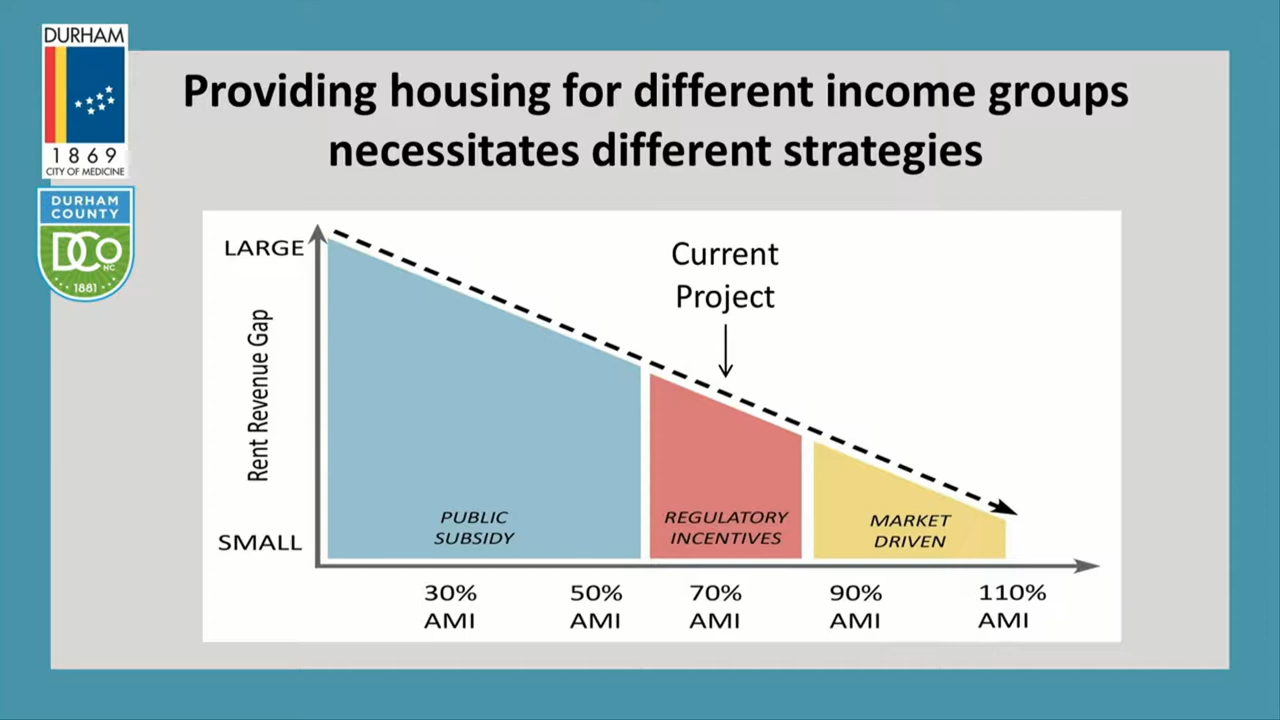 DURHAM
1869
CITY OF MEDICINE
DURHAM
COUNTY
DCo
NC
1881
Providing housing for different income groups
necessitates different strategies
LARGE
Rent Revenue Gap
SMALL
Current
Project
PUBLIC
SUBSIDY
REGULATORY
INCENTIVES
MARKET
DRIVEN
30% 50% 70% 90% 110%
AMI AMI AMI AMI AMI